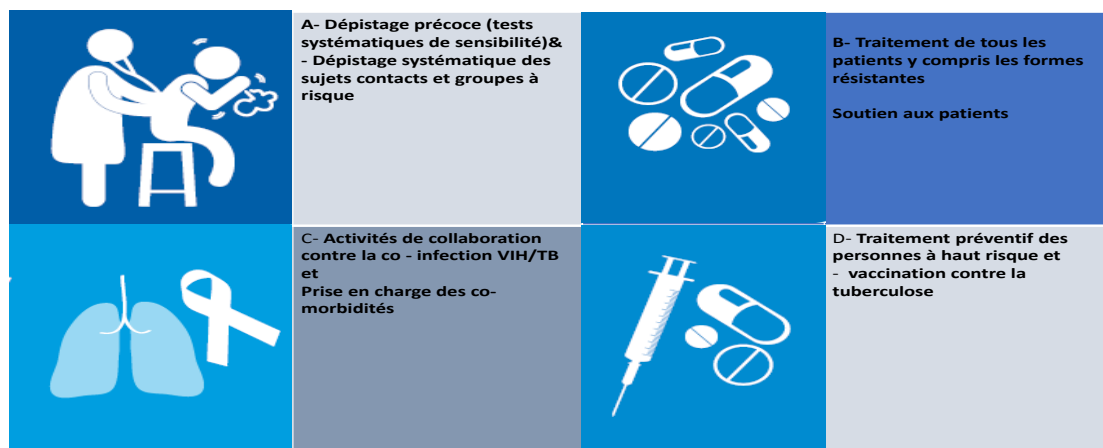 A- Dépistage précoce (tests
systématiques de sensibilité)&
- Dépistage systématique des
sujets contacts et groupes à
risque
B- Traitement de tous les
patients y compris les formes
résistantes
Soutien aux patients
C- Activités de collaboration
contre la co - infection VIH/TB
et
Prise en charge des co-
morbidités
D- Traitement préventif des
personnes à haut risque et
- vaccination contre la
tuberculose